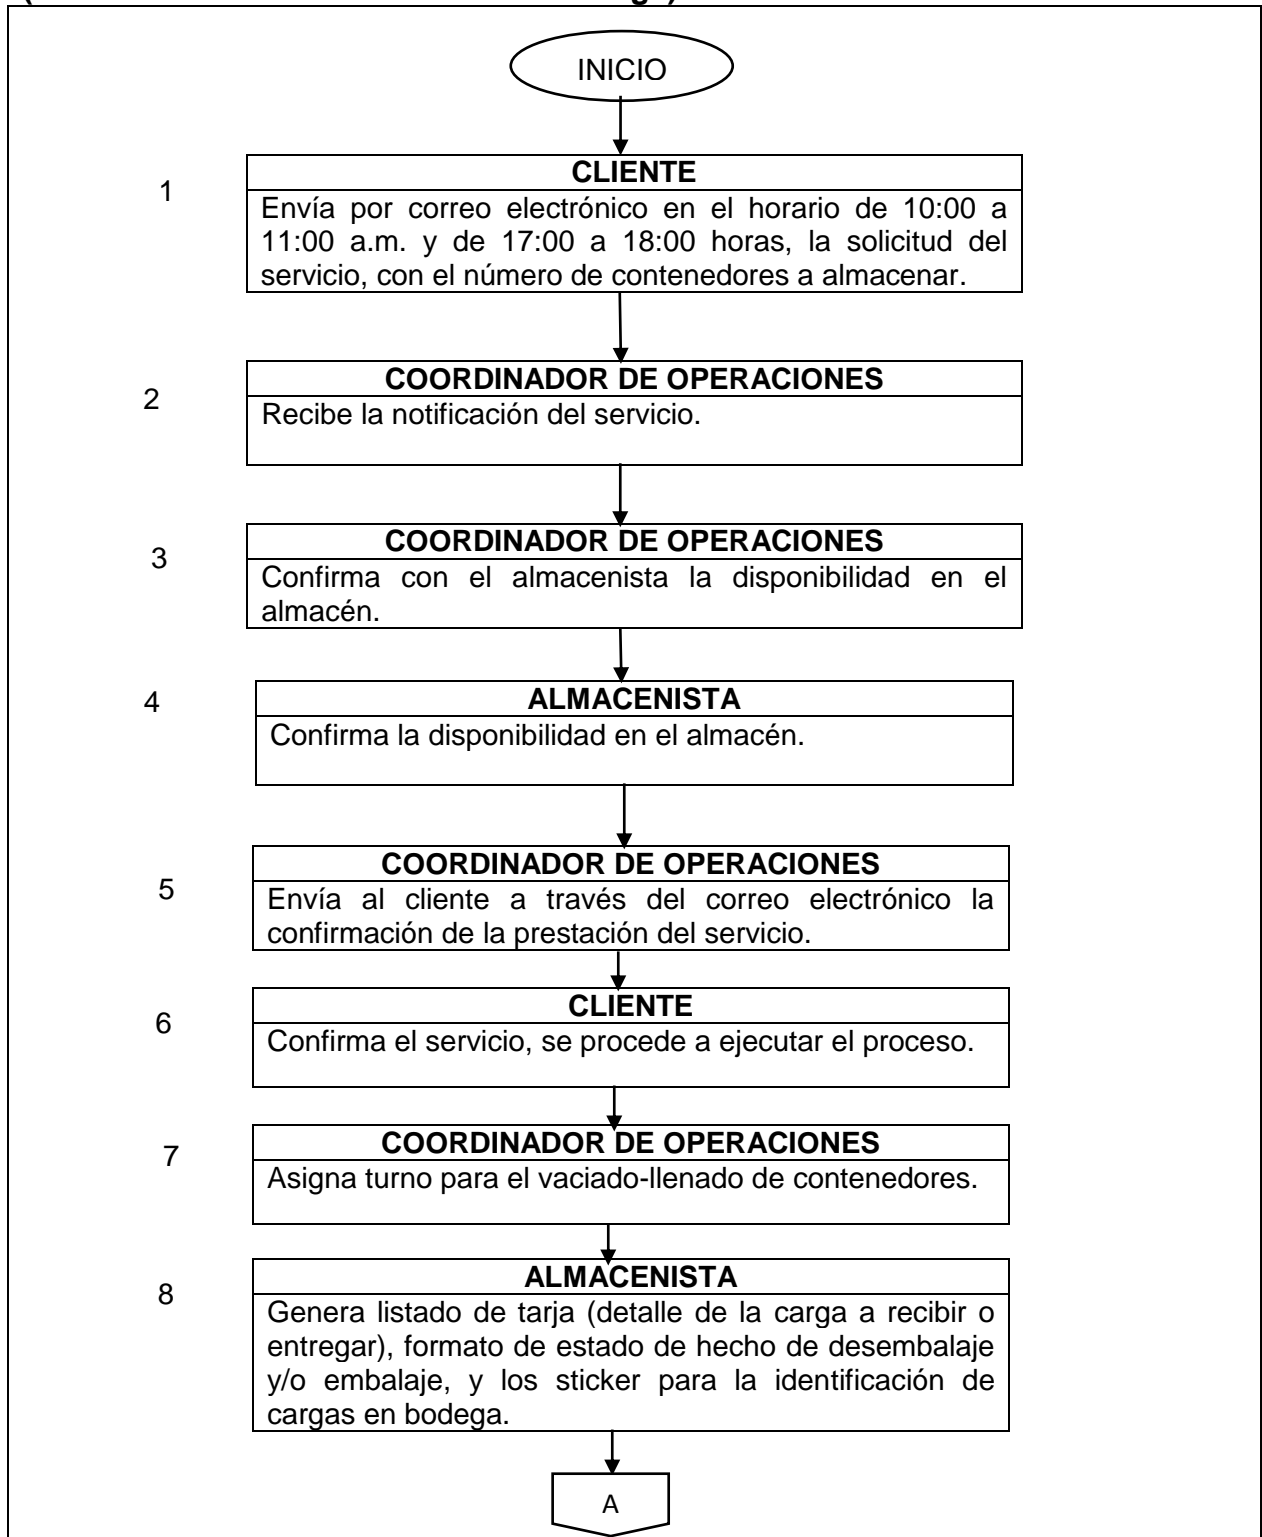 INICIO
1
CLIENTE
Envía por correo electrónico en el horario de 10:00 a
11:00 a.m. y de 17:00 a 18:00 horas, la solicitud del
servicio, con el número de contenedores a almacenar.
2
COORDINADOR DE OPERACIONES
Recibe la notificación del servicio.
3
COORDINADOR DE OPERACIONES
Confirma con el almacenista la disponibilidad en el
almacén.
4
ALMACENISTA
Confirma la disponibilidad en el almacén.
5
COORDINADOR DE OPERACIONES
Envía al cliente a través del correo electrónico la
confirmación de la prestación del servicio.
6
CLIENTE
Confirma el servicio, se procede a ejecutar el proceso.
7
COORDINADOR DE OPERACIONES
Asigna turno para el vaciado-llenado de contenedores.
8
ALMACENISTA
Genera listado de tarja (detalle de la carga a recibir o
entregar), formato de estado de hecho de desembalaje
y/o embalaje, y los sticker para la identificación de
cargas en bodega.
A